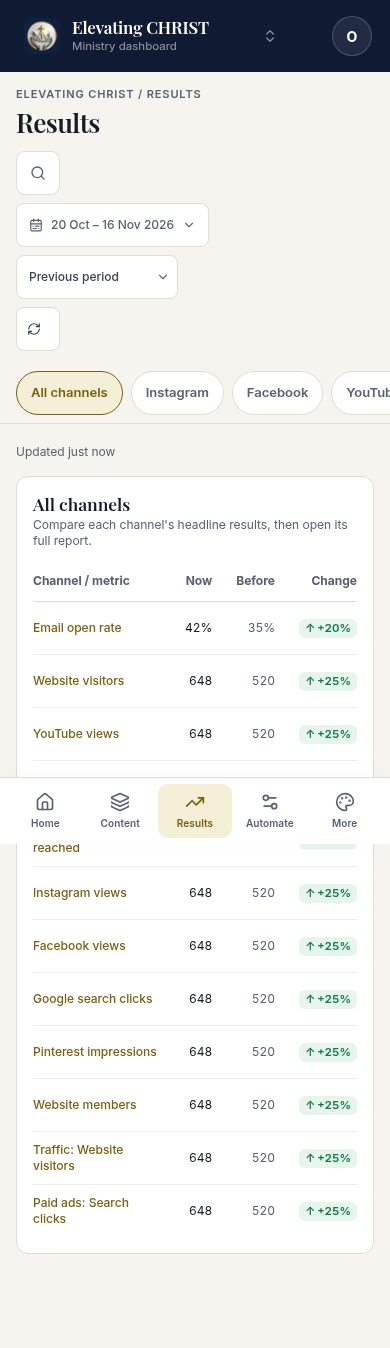 Elevating CHRIST
Ministry dashboard
O
ELEVATING CHRIST / RESULTS
Results
20 Oct – 16 Nov 2026
Previous period
All channels
Instagram
Facebook
YouTub
Updated just now
All channels
Compare each channel's headline results, then open its
full report.
Channel / metric Now Before Change
Email open rate 42% 35% ↑ +20%
Website visitors 648 520 ↑ +25%
YouTube views 648 520 ↑ +25%
Home Content Results Automate More
reached
Instagram views 648 520 ↑ +25%
Facebook views 648 520 ↑ +25%
Google search clicks 648 520 ↑ +25%
Pinterest impressions 648 520 ↑ +25%
Website members 648 520 ↑ +25%
Traffic: Website
visitors 648 520 ↑ +25%
Paid ads: Search
clicks 648 520 ↑ +25%